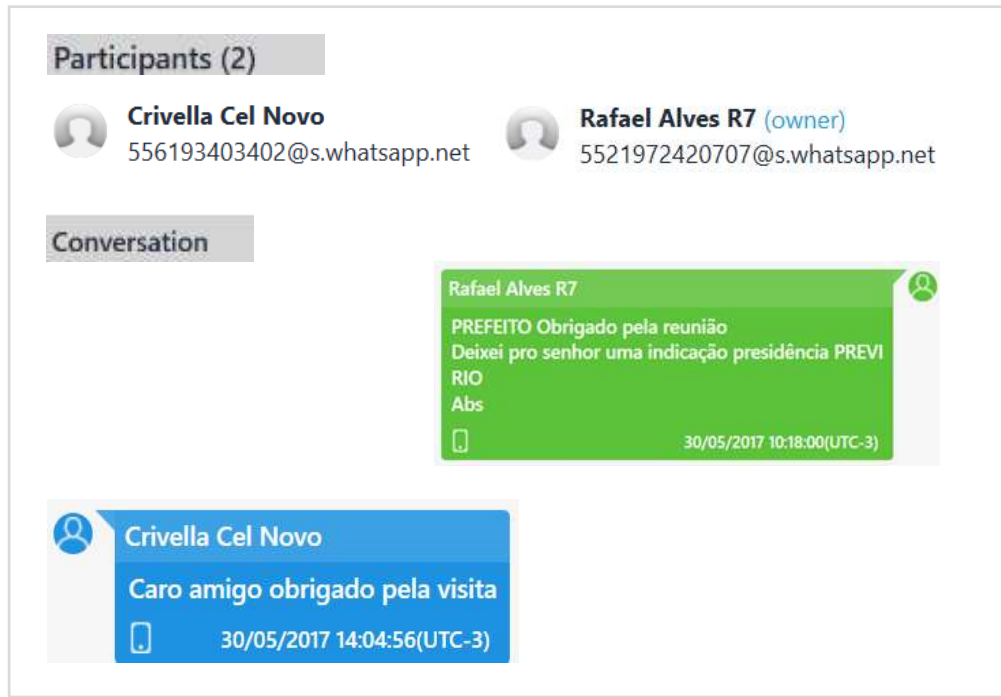 Participants (2)
Crivella Cel Novo
556193403402@s.whatsapp.net
Rafael Alves R7 (owner)
5521972420707@s.whatsapp.net
Conversation
Rafael Alves R7
PREFEITO Obrigado pela reunião
Deixei pro senhor uma indicação presidência PREVI
RIO
Abs
30/05/2017 10:18:00(UTC-3)
Crivella Cel Novo
Caro amigo obrigado pela visita
30/05/2017 14:04:56(UTC-3)